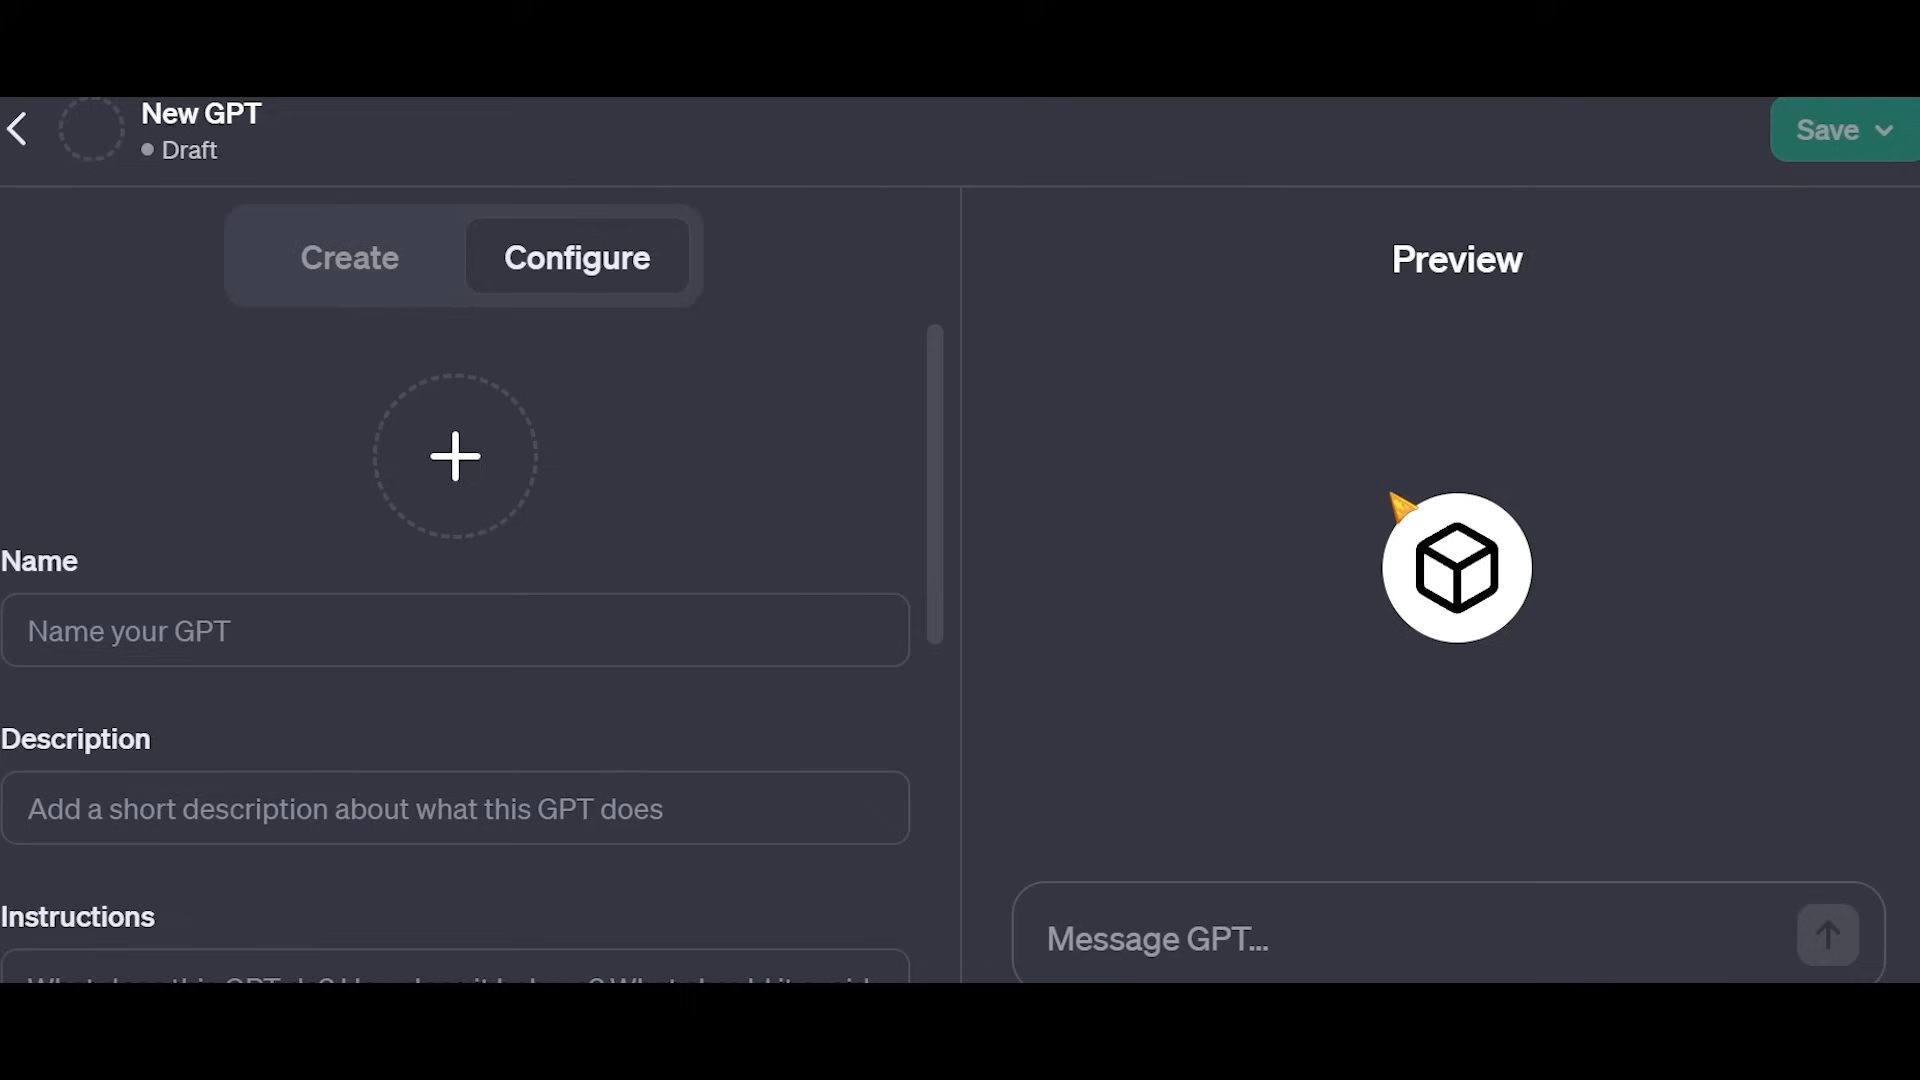 New GPT
Draft
Save
Create
Configure
Preview
Name
Name your GPT
Description
Add a short description about what this GPT does
Instructions
Message GPT...